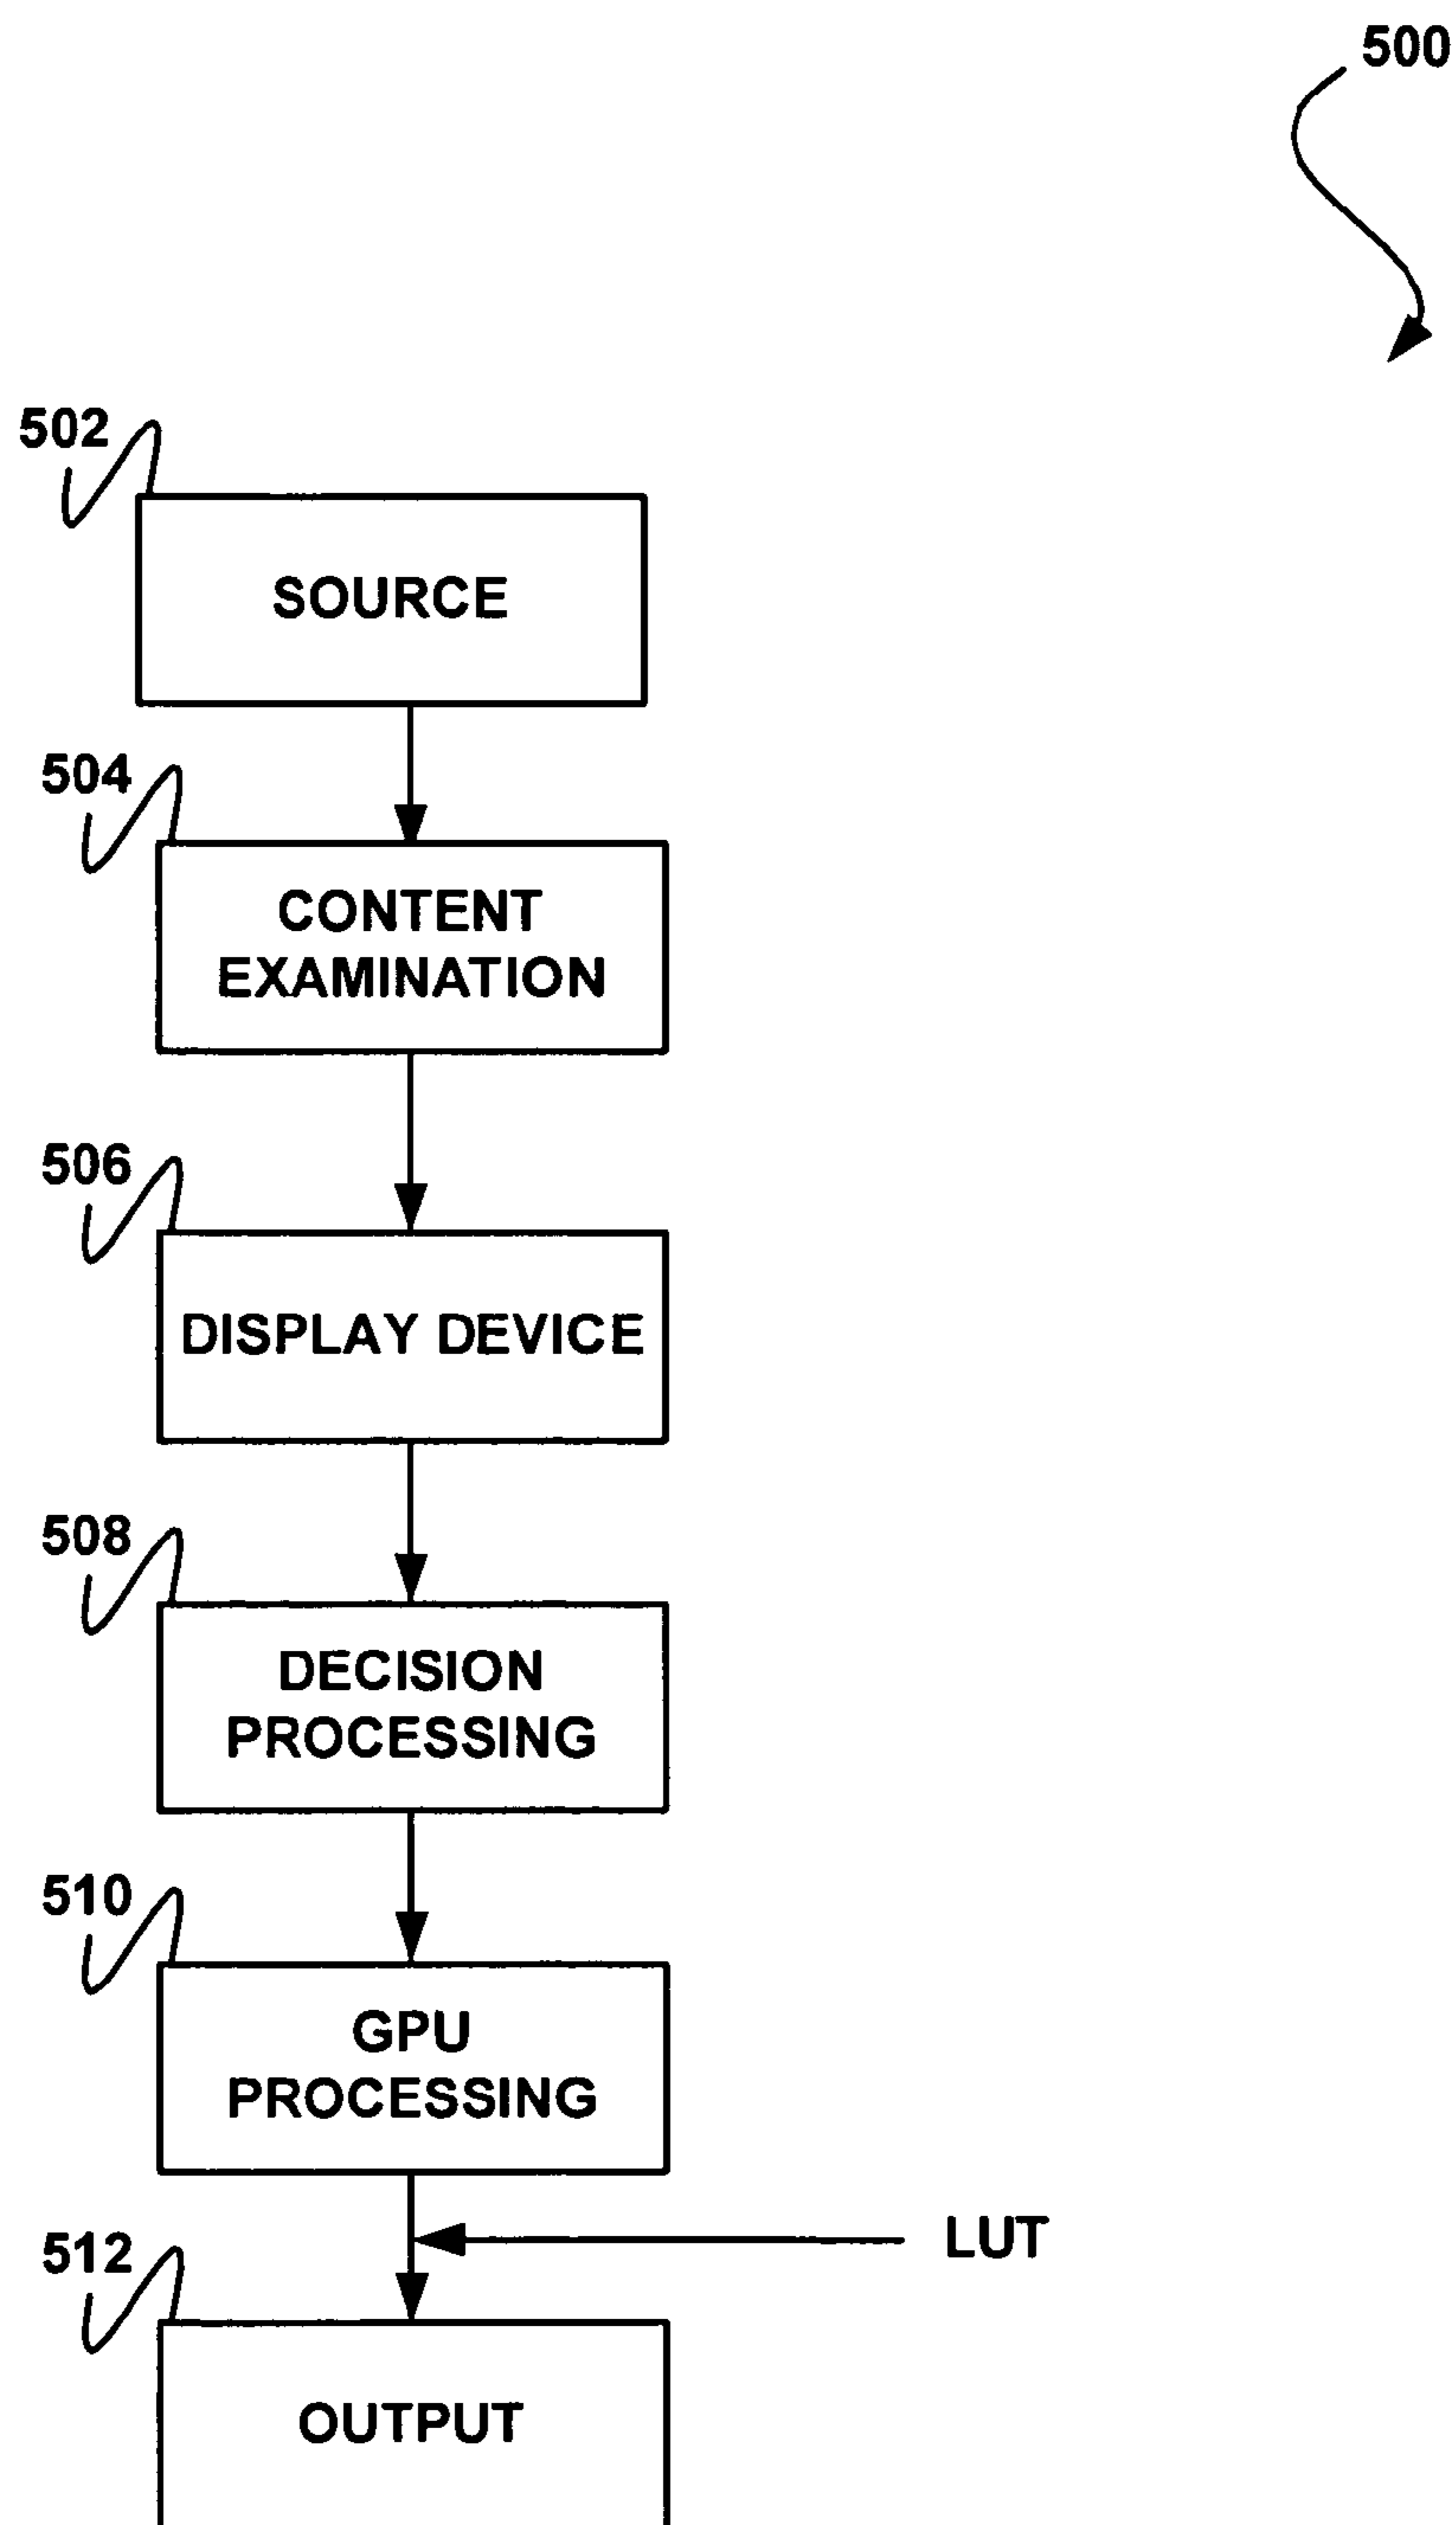 500
502
SOURCE
504
CONTENT
EXAMINATION
506
DISPLAY DEVICE
508
DECISION
PROCESSING
510
GPU
PROCESSING
LUT
512
OUTPUT